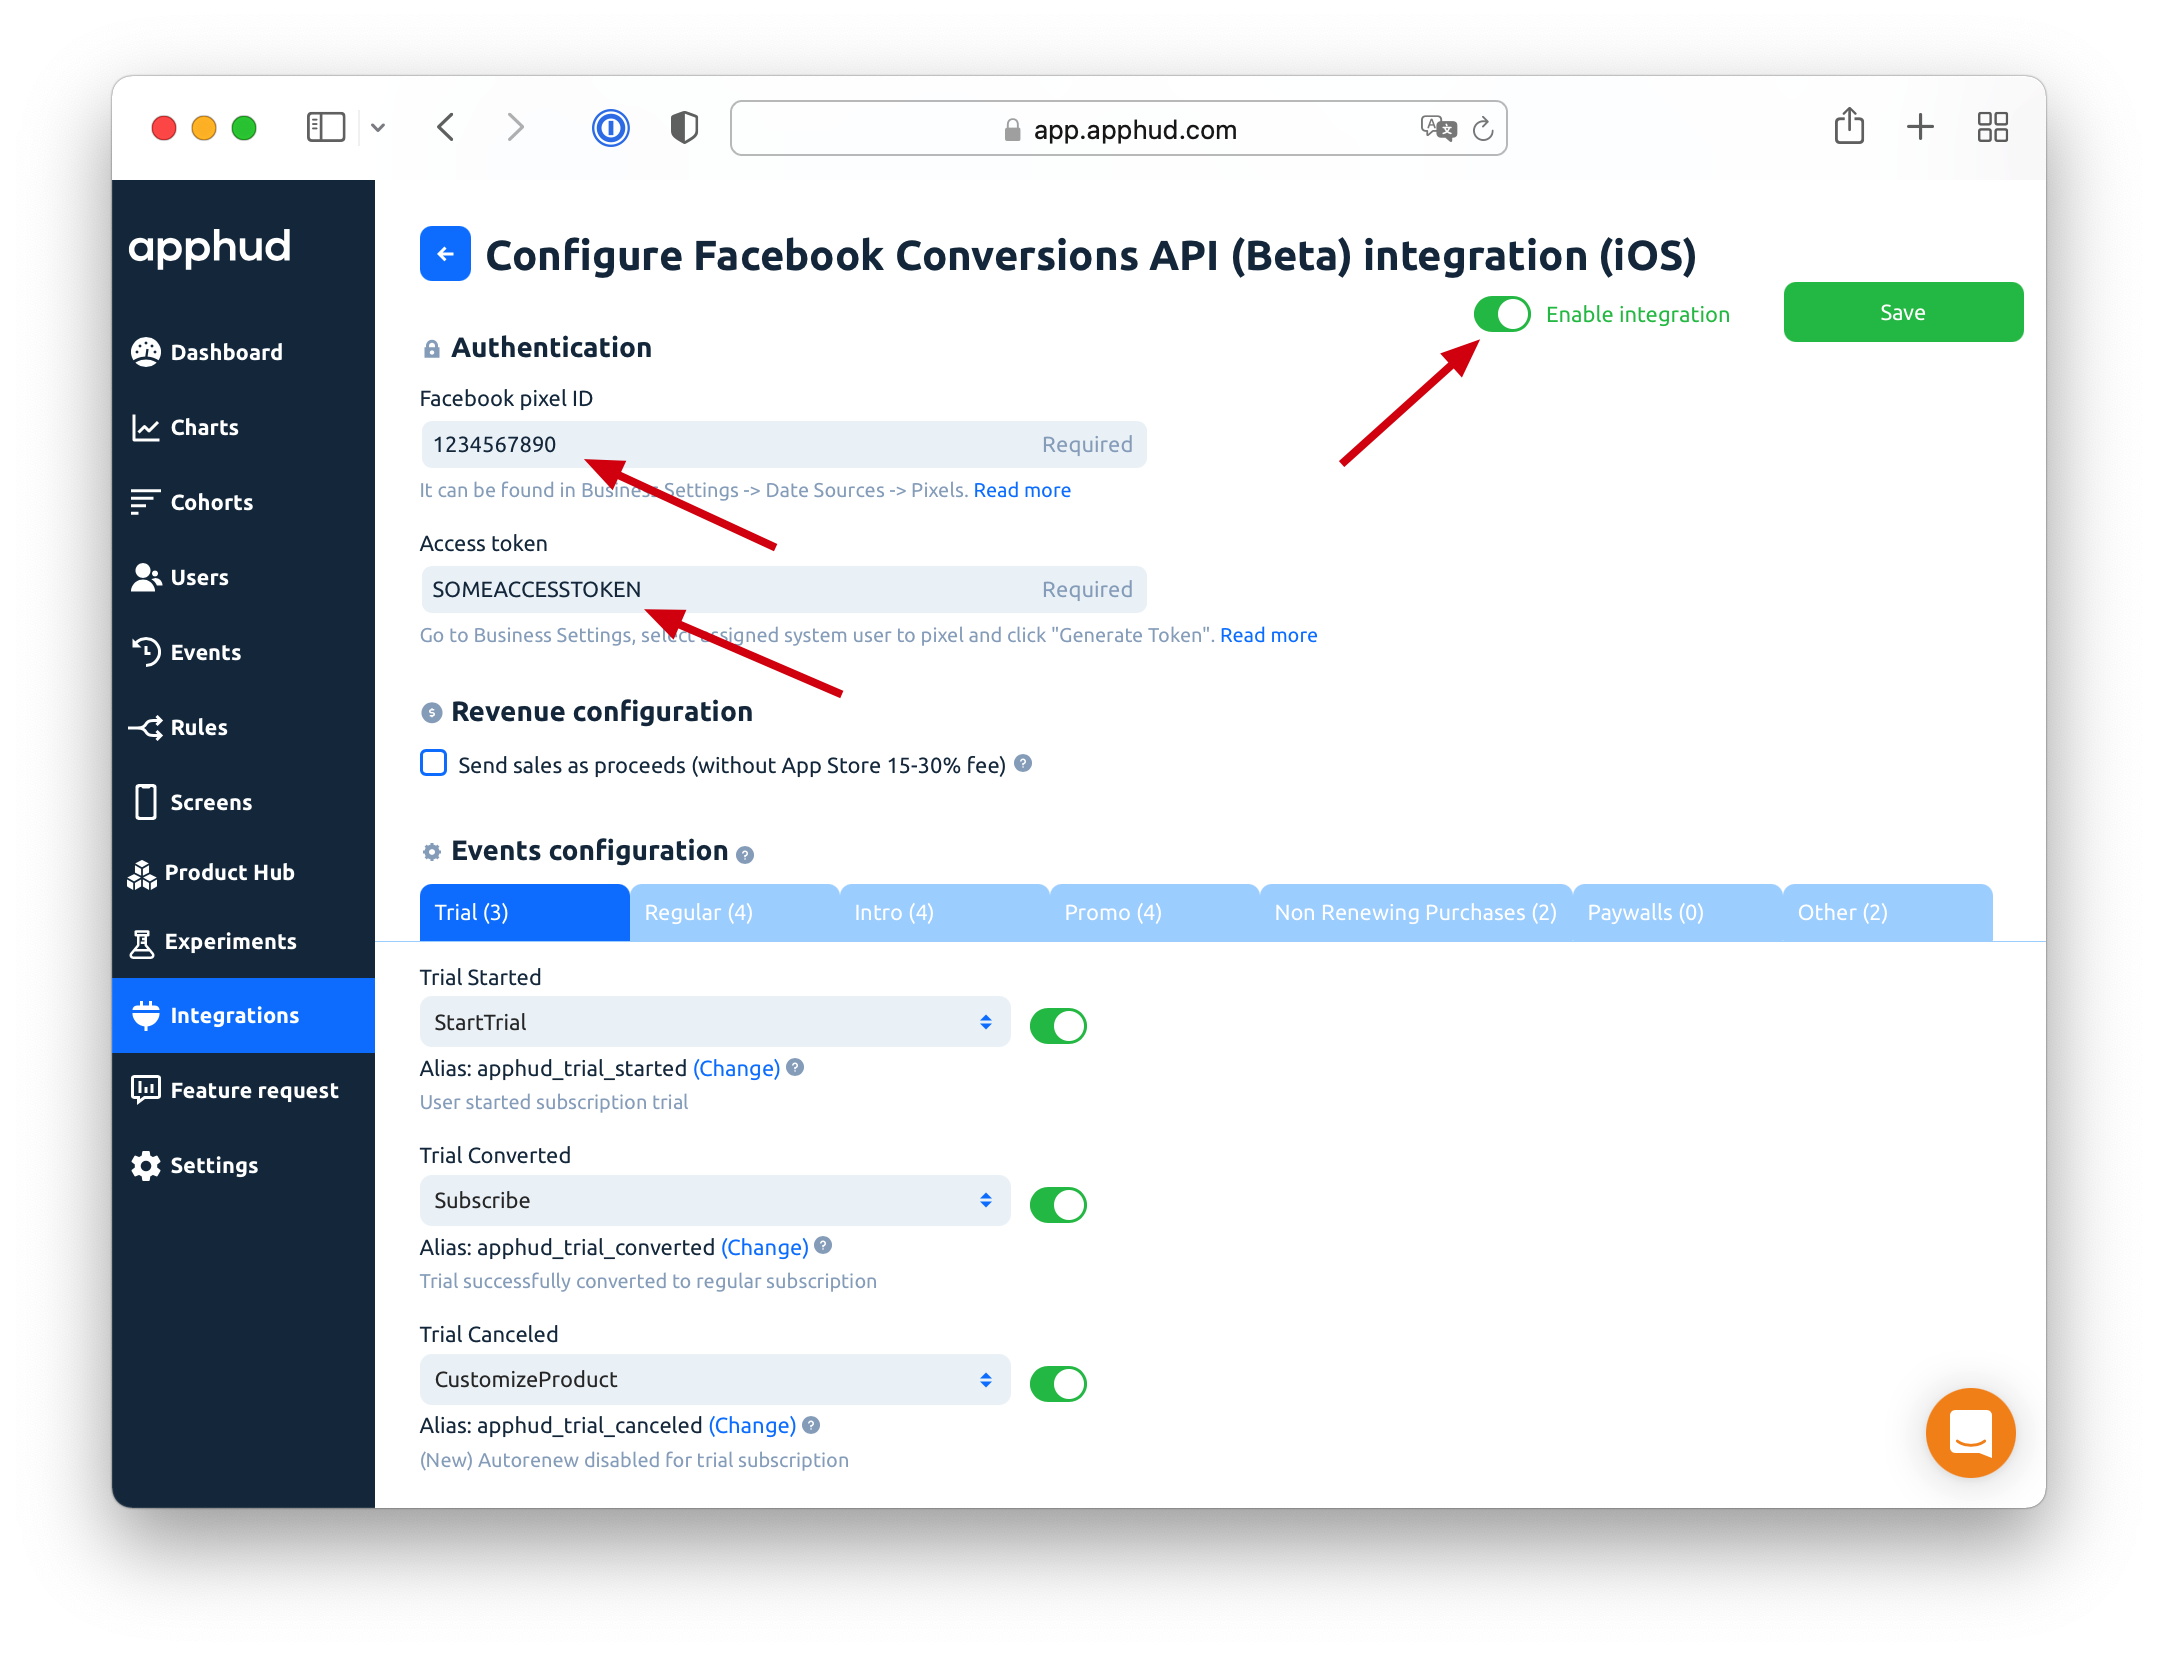 app.apphud.com
apphud
Dashboard
Charts
Cohorts
Users
Events
Rules
Screens
Product Hub
Experiments
Integrations
Feature request
Settings
Configure Facebook Conversions API (Beta) integration (iOS)
Enable integration
Save
Authentication
Facebook pixel ID
1234567890 Required
It can be found in Business Settings -> Date Sources -> Pixels. Read more
Access token
SOMEACCESSTOKEN Required
Go to Business Settings, select assigned system user to pixel and click "Generate Token". Read more
Revenue configuration
Send sales as proceeds (without App Store 15-30% fee) ?
Events configuration ?
Trial (3) Regular (4) Intro (4) Promo (4) Non Renewing Purchases (2) Paywalls (0) Other (2)
Trial Started
StartTrial
Alias: apphud_trial_started (Change) ?
User started subscription trial
Trial Converted
Subscribe
Alias: apphud_trial_converted (Change) ?
Trial successfully converted to regular subscription
Trial Canceled
CustomizeProduct
Alias: apphud_trial_canceled (Change) ?
(New) Autorenew disabled for trial subscription